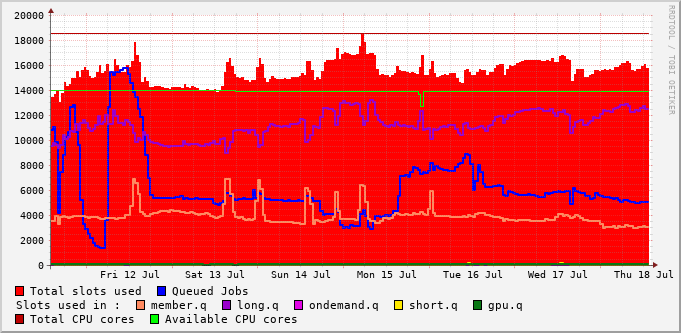 20000
18000
16000
14000
12000
10000
8000
6000
4000
2000
0
Fri 12 Jul Sat 13 Jul Sun 14 Jul Mon 15 Jul Tue 16 Jul Wed 17 Jul Thu 18 Jul
Total slots used Queued Jobs
Slots used in : member.q long.q ondemand.q short.q gpu.q
Total CPU cores Available CPU cores
RRDTOOL / TOBI OETIKER